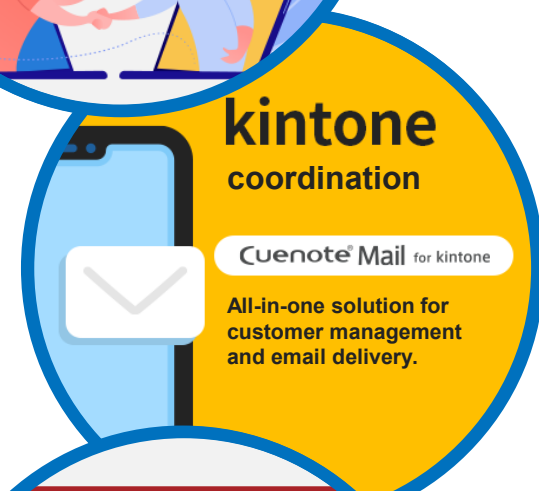 kintone
coordination
Cuenote® Mail for kintone
All-in-one solution for
customer management
and email delivery.